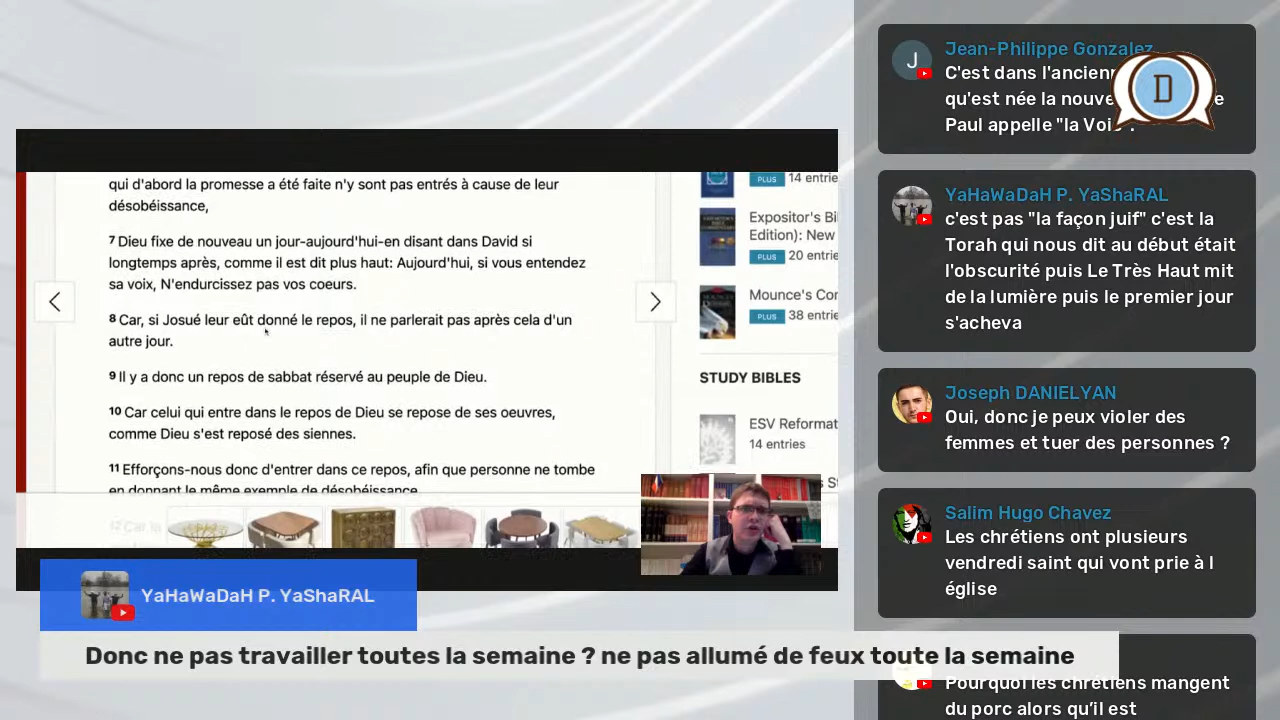 qui d'abord la promesse a été faite n'y sont pas entrés à cause de leur
désobéissance,
7 Dieu fixe de nouveau un jour-aujourd'hui-en disant dans David si
longtemps après, comme il est dit plus haut: Aujourd'hui, si vous entendez
sa voix, N'endurcissez pas vos coeurs.
8 Car, si Josué leur eût donné le repos, il ne parlerait pas après cela d'un
autre jour.
9 Il y a donc un repos de sabbat réservé au peuple de Dieu.
10 Car celui qui entre dans le repos de Dieu se repose de ses oeuvres,
comme Dieu s'est reposé des siennes.
11 Efforçons-nous donc d'entrer dans ce repos, afin que personne ne tombe
en donnant le même exemple de désobéissance
12 Car la
PLUS 14 entrie
Expositor's Bi
Edition): New
PLUS 20 entrie
Mounce's Cor
PLUS 38 entrie
STUDY BIBLES
ESV Reformat
14 entries
YaHaWaDaH P. YaShaRAL
Donc ne pas travailler toutes la semaine ? ne pas allumé de feux toute la semaine
J
Jean-Philippe Gonzalez
C'est dans l'ancien
qu'est née la nouve e
Paul appelle "la Voi".
D
YaHaWaDaH P. YaShaRAL
c'est pas "la façon juif" c'est la
Torah qui nous dit au début était
l'obscurité puis Le Très Haut mit
de la lumière puis le premier jour
s'acheva
Joseph DANIELYAN
Oui, donc je peux violer des
femmes et tuer des personnes ?
Salim Hugo Chavez
Les chrétiens ont plusieurs
vendredi saint qui vont prie à l
église
Pourquoi les chrétiens mangent
du porc alors qu'il est